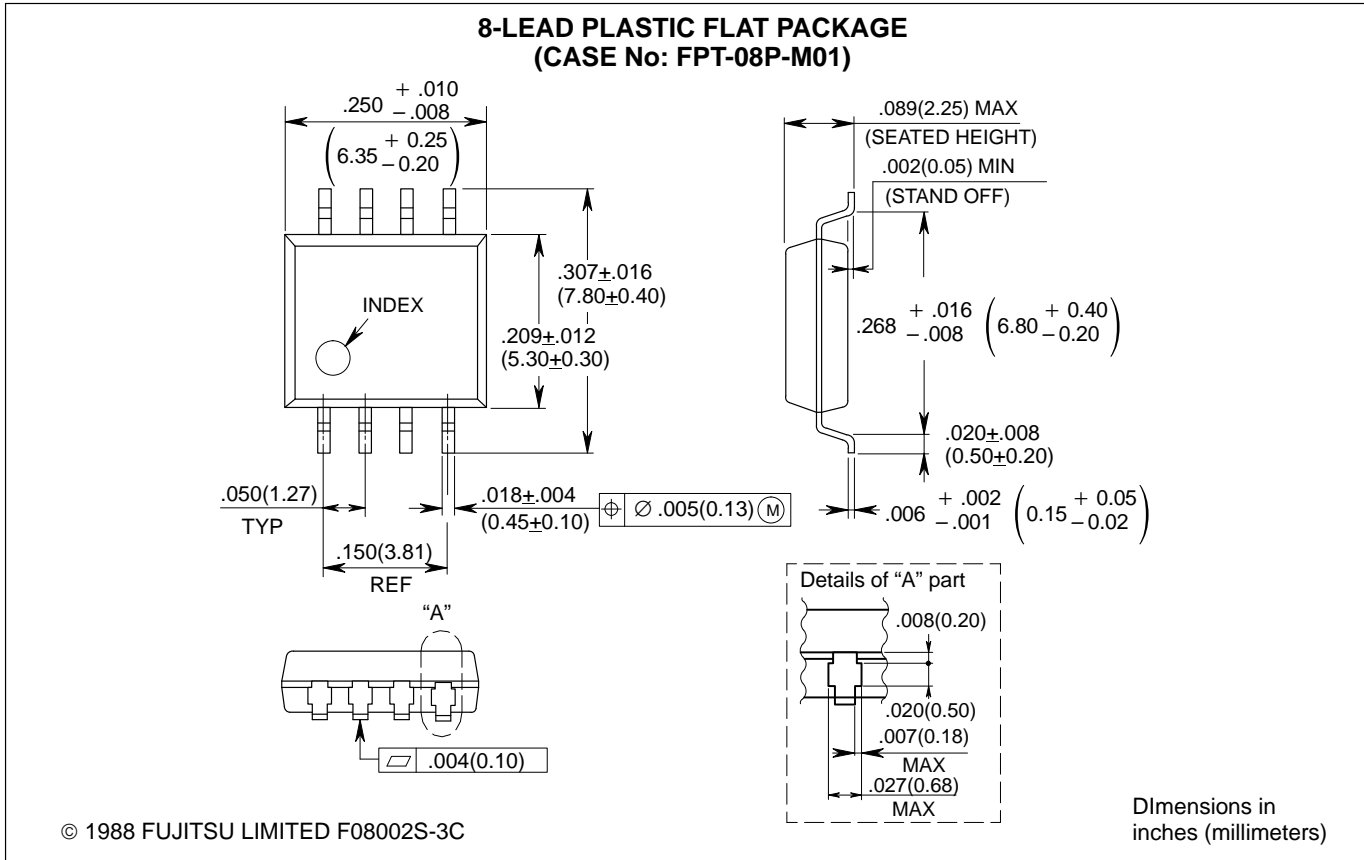 8-LEAD PLASTIC FLAT PACKAGE
(CASE No: FPT-08P-M01)
.250 + .010 − .008
(6.35 + 0.25 − 0.20)
.307±.016
(7.80±0.40)
INDEX
.209±.012
(5.30±0.30)
.050(1.27)
TYP
.018±.004
(0.45±0.10)
⌖ Ø .005(0.13) Ⓜ
.150(3.81)
REF
"A"
⏥ .004(0.10)
.089(2.25) MAX
(SEATED HEIGHT)
.002(0.05) MIN
(STAND OFF)
.268 + .016 − .008 (6.80 + 0.40 − 0.20)
.020±.008
(0.50±0.20)
.006 + .002 − .001 (0.15 + 0.05 − 0.02)
Details of "A" part
.008(0.20)
.020(0.50)
.007(0.18)
MAX
.027(0.68)
MAX
© 1988 FUJITSU LIMITED F08002S-3C
DImensions in
inches (millimeters)